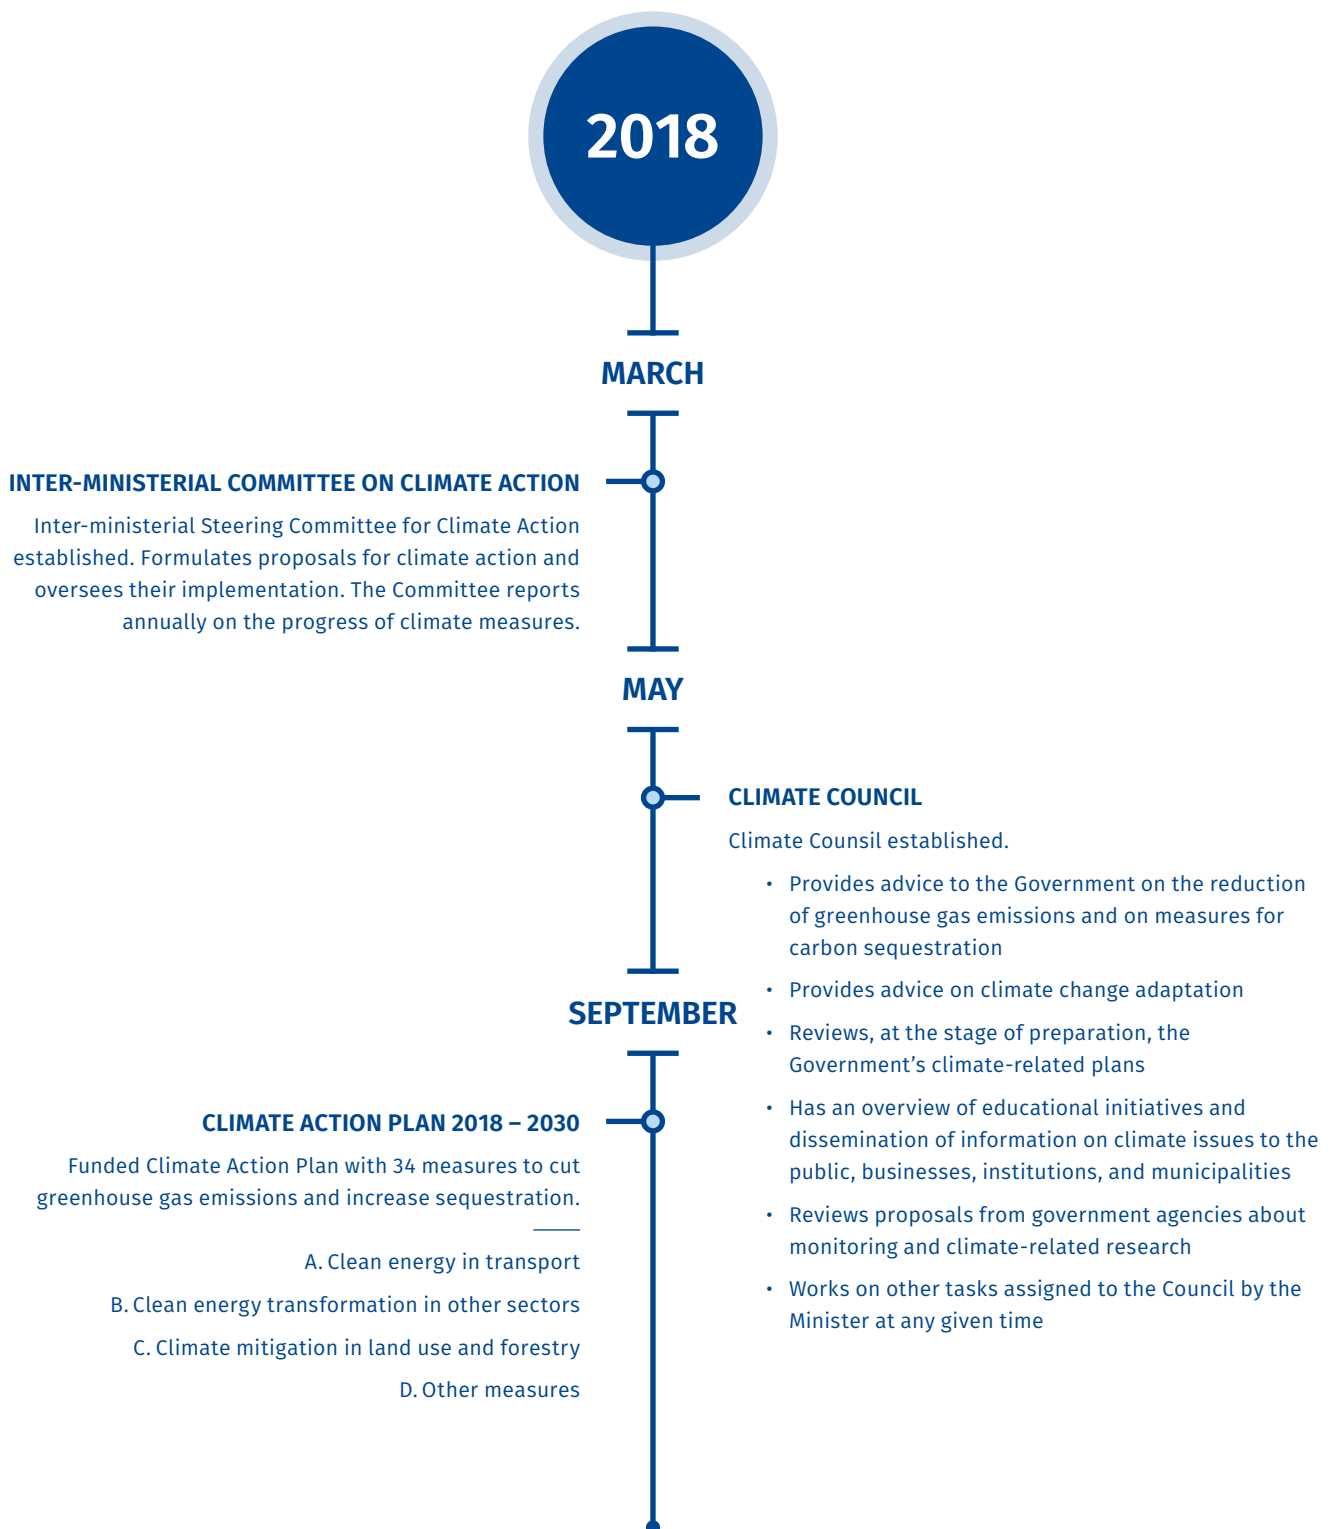 2018
MARCH
INTER-MINISTERIAL COMMITTEE ON CLIMATE ACTION
Inter-ministerial Steering Committee for Climate Action
established. Formulates proposals for climate action and
oversees their implementation. The Committee reports
annually on the progress of climate measures.
MAY
CLIMATE COUNCIL
Climate Counsil established.
• Provides advice to the Government on the reduction
of greenhouse gas emissions and on measures for
carbon sequestration
• Provides advice on climate change adaptation
• Reviews, at the stage of preparation, the
Government’s climate-related plans
• Has an overview of educational initiatives and
dissemination of information on climate issues to the
public, businesses, institutions, and municipalities
• Reviews proposals from government agencies about
monitoring and climate-related research
• Works on other tasks assigned to the Council by the
Minister at any given time
SEPTEMBER
CLIMATE ACTION PLAN 2018 – 2030
Funded Climate Action Plan with 34 measures to cut
greenhouse gas emissions and increase sequestration.
A. Clean energy in transport
B. Clean energy transformation in other sectors
C. Climate mitigation in land use and forestry
D. Other measures